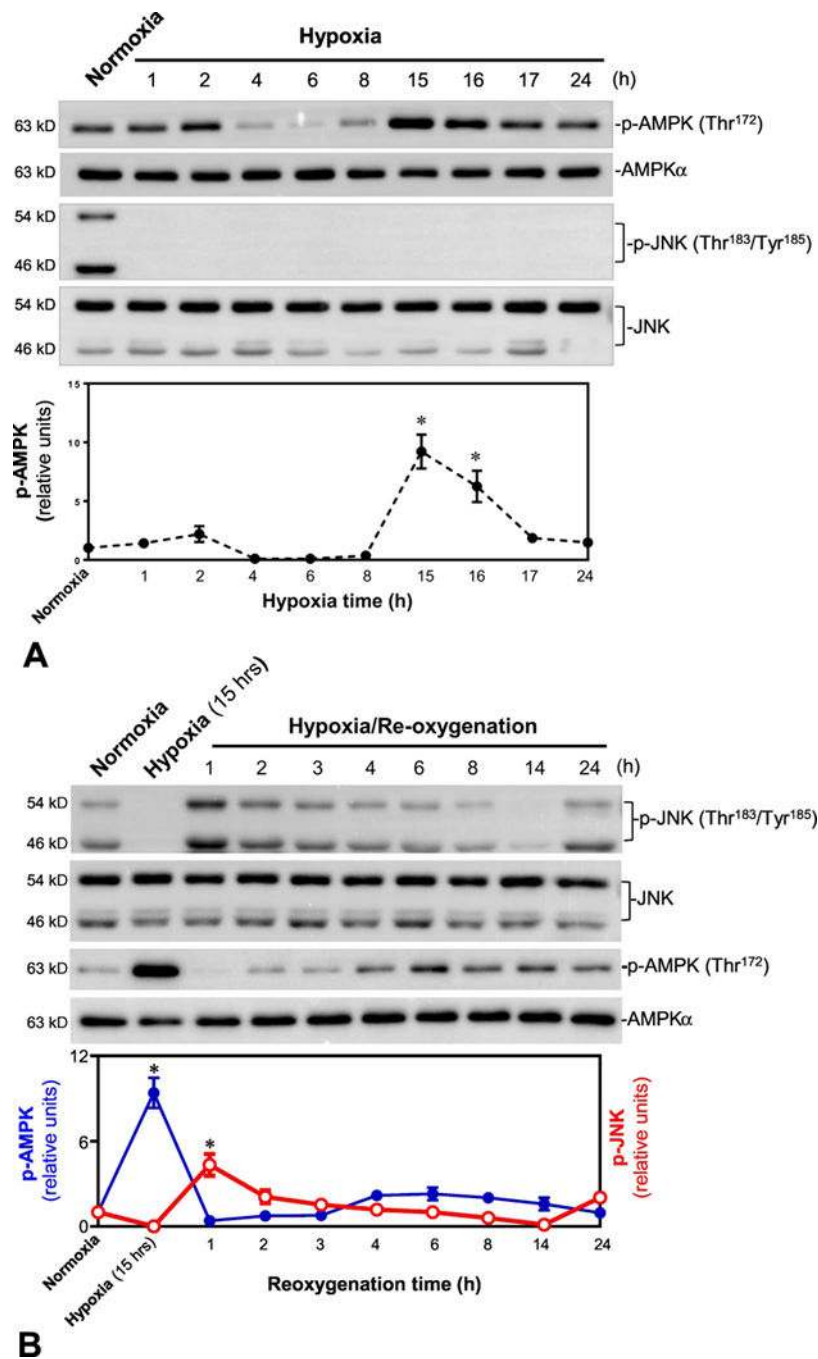 Normoxia
Hypoxia
1 2 4 6 8 15 16 17 24 (h)
63 kD -p-AMPK (Thr172)
63 kD -AMPKα
54 kD
-p-JNK (Thr183/Tyr185)
46 kD
54 kD
-JNK
46 kD
p-AMPK
(relative units)
15
10
5
0
Normoxia 1 2 4 6 8 15 16 17 24
* *
Hypoxia time (h)
A
Normoxia
Hypoxia (15 hrs)
Hypoxia/Re-oxygenation
1 2 3 4 6 8 14 24 (h)
54 kD
-p-JNK (Thr183/Tyr185)
46 kD
54 kD
-JNK
46 kD
63 kD -p-AMPK (Thr172)
63 kD -AMPKα
p-AMPK
(relative units)
12
6
0
* *
p-JNK
(relative units)
Normoxia Hypoxia (15 hrs) 1 2 3 4 6 8 14 24
Reoxygenation time (h)
B